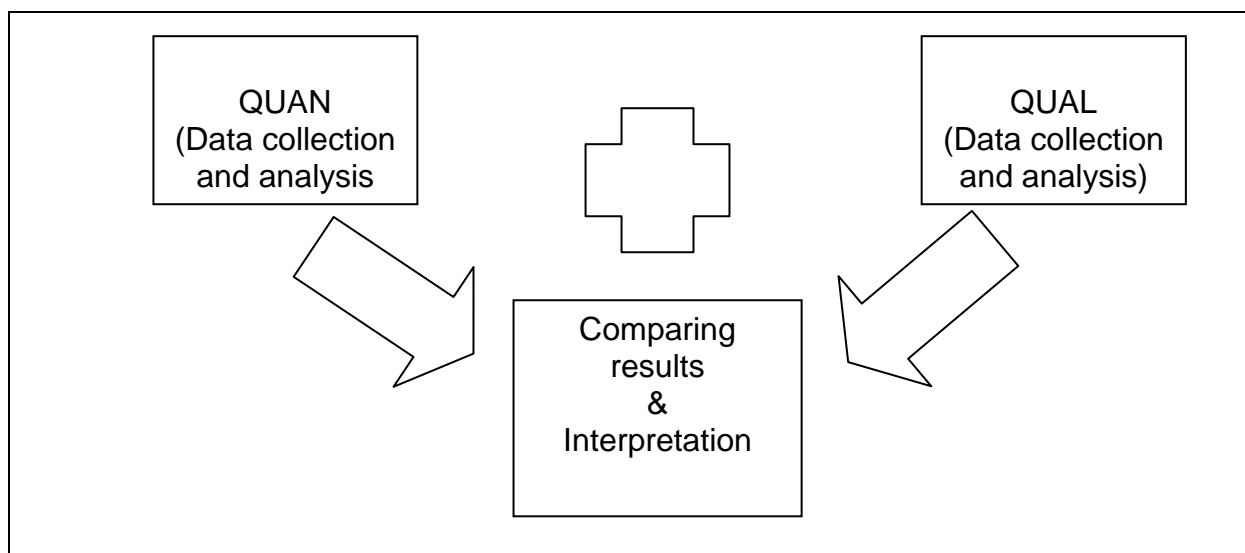 QUAN
(Data collection
and analysis
QUAL
(Data collection
and analysis)
Comparing
results
&
Interpretation